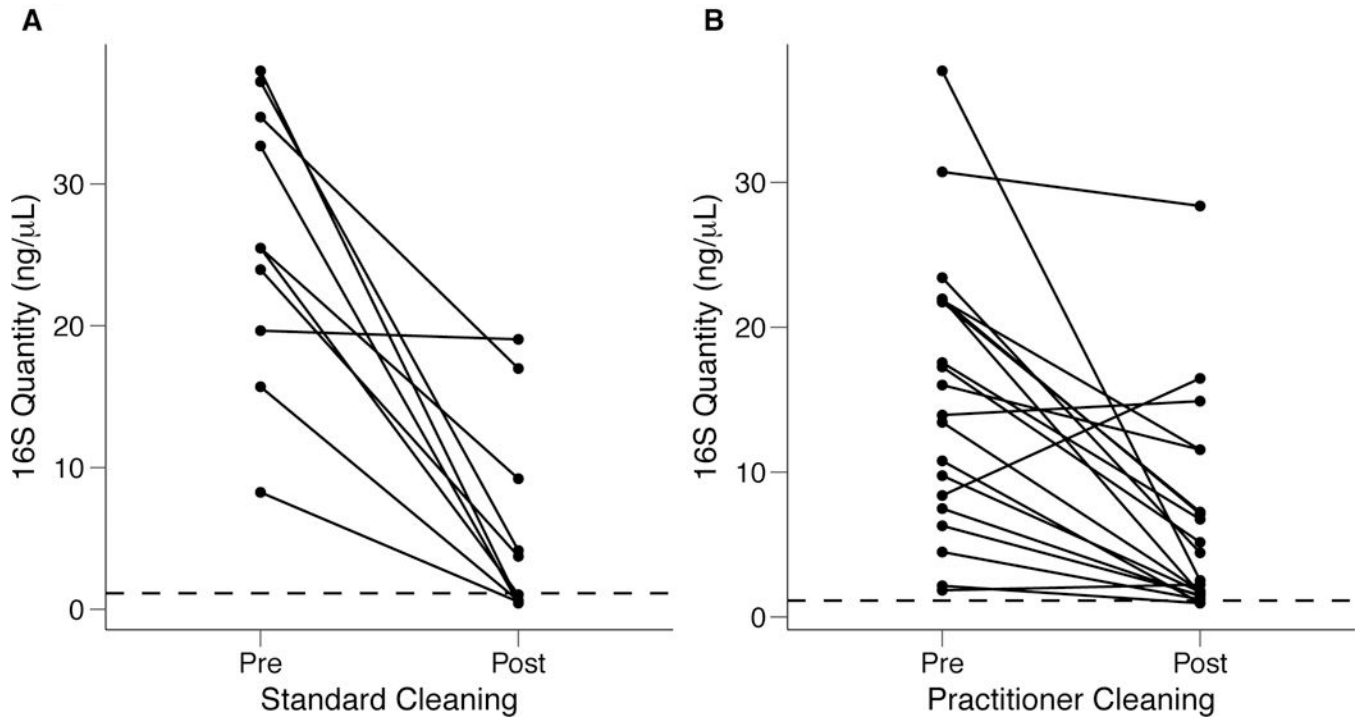 A
16S Quantity (ng/μL)
30
20
10
0
Pre
Post
Standard Cleaning
B
16S Quantity (ng/μL)
30
20
10
0
Pre
Post
Practitioner Cleaning